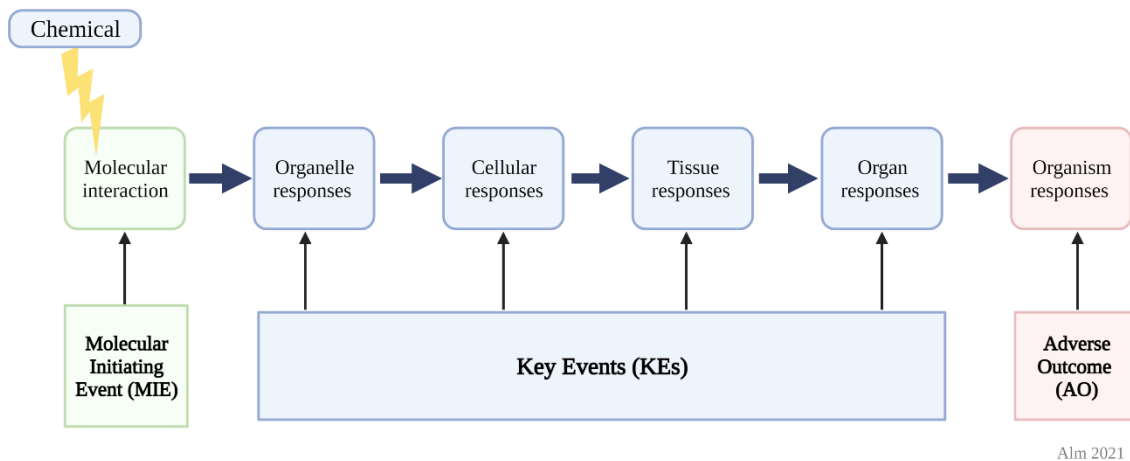 Chemical
Molecular
interaction
Organelle
responses
Cellular
responses
Tissue
responses
Organ
responses
Organism
responses
Molecular
Initiating
Event (MIE)
Key Events (KEs)
Adverse
Outcome
(AO)
Alm 2021